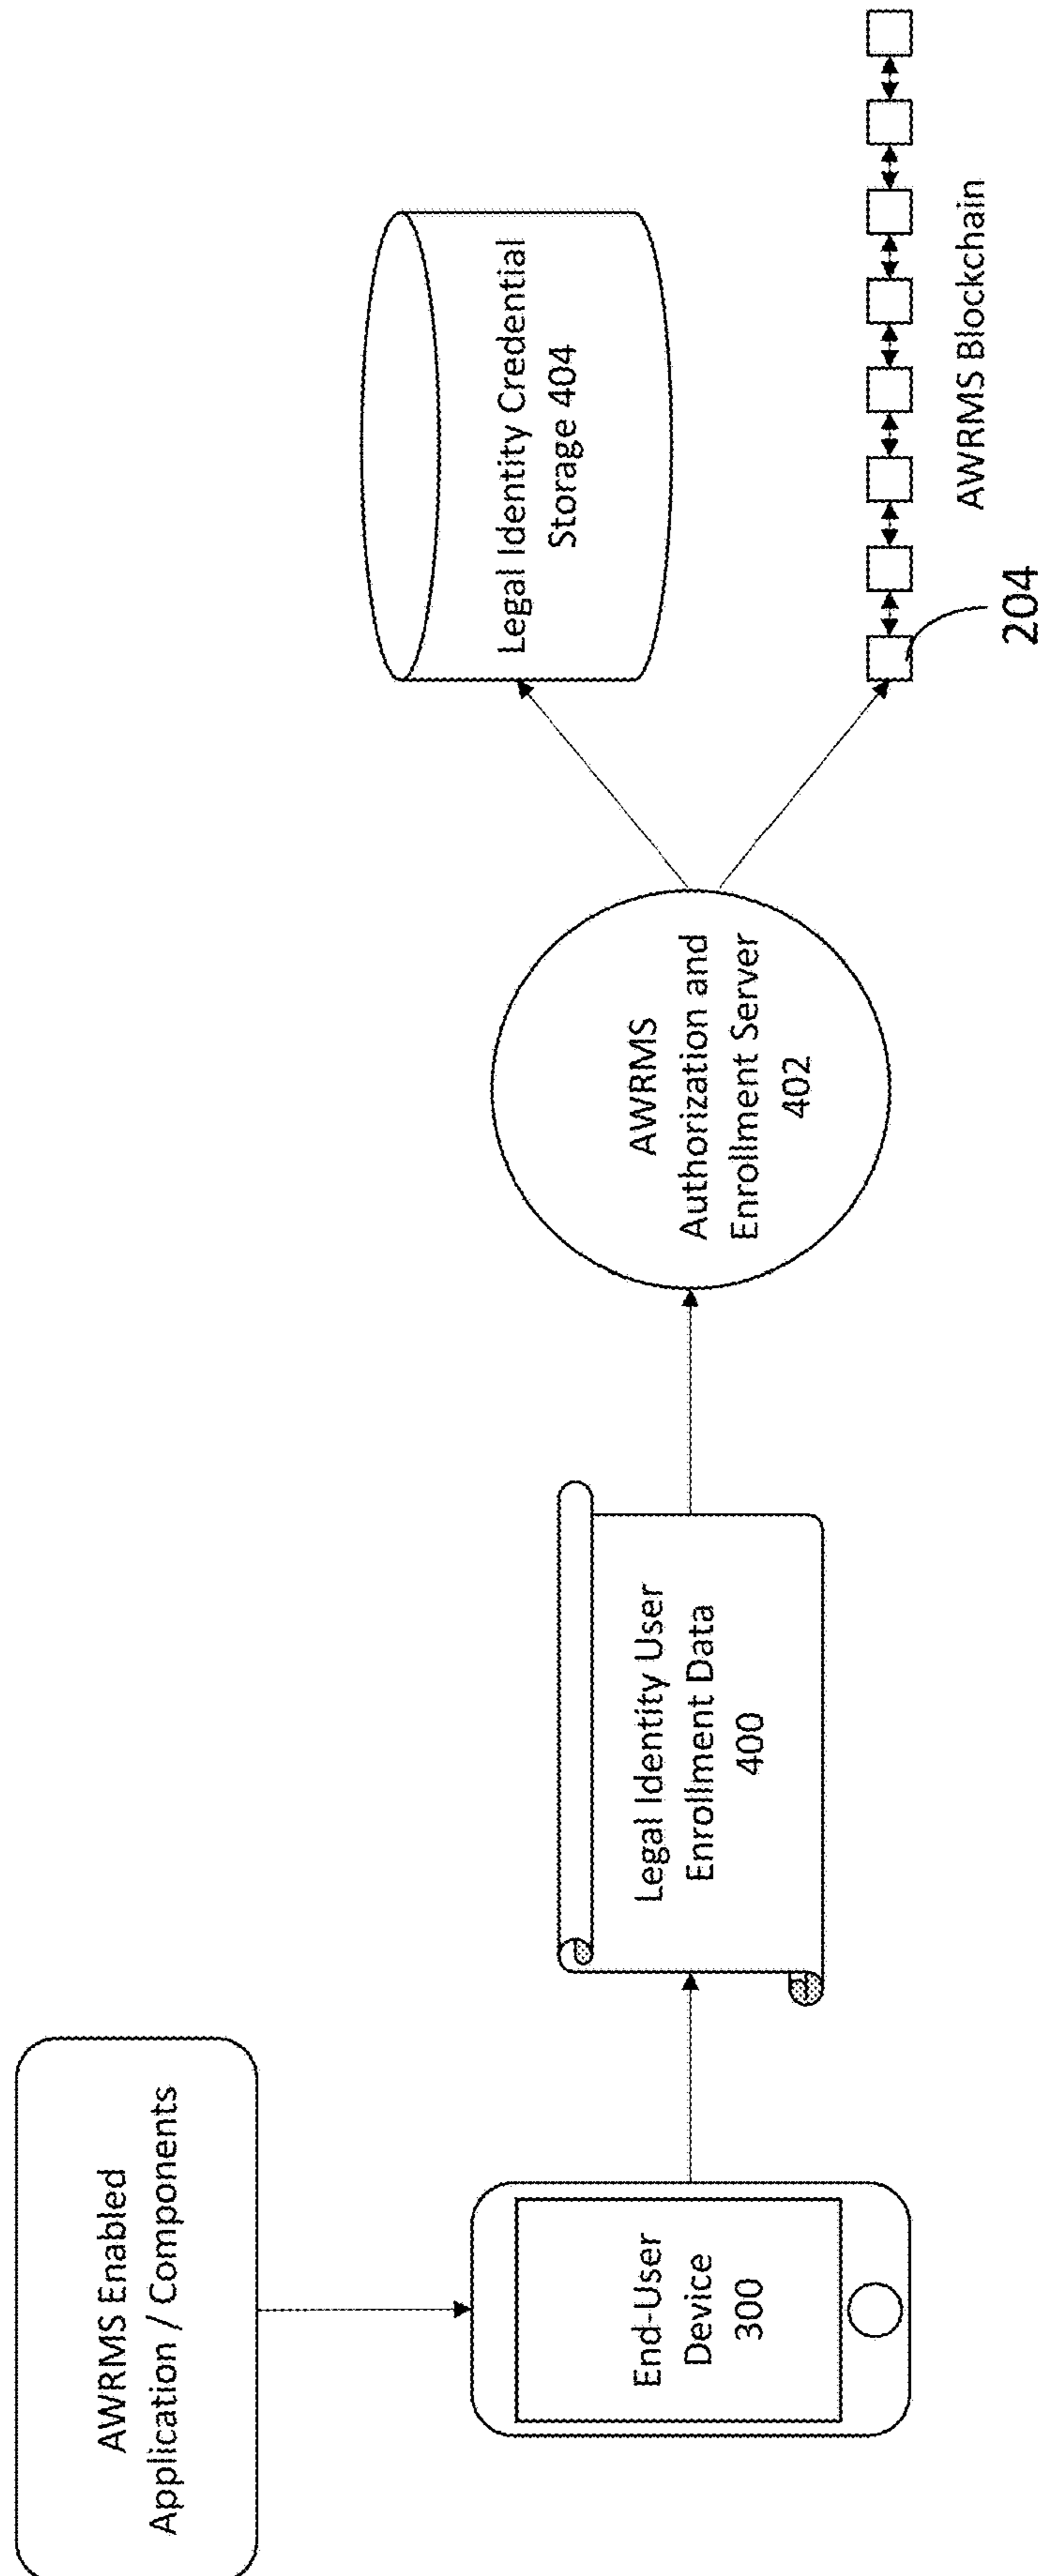 AWRMS Enabled
Application / Components
End-User
Device
300
Legal Identity User
Enrollment Data
400
AWRMS
Authorization and
Enrollment Server
402
Legal Identity Credential
Storage 404
AWRMS Blockchain
204